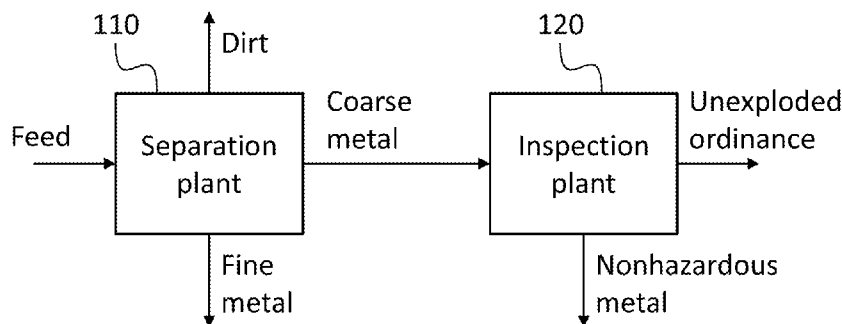 110
Dirt
120
Feed
Separation
plant
Coarse
metal
Inspection
plant
Unexploded
ordinance
Fine
metal
Nonhazardous
metal